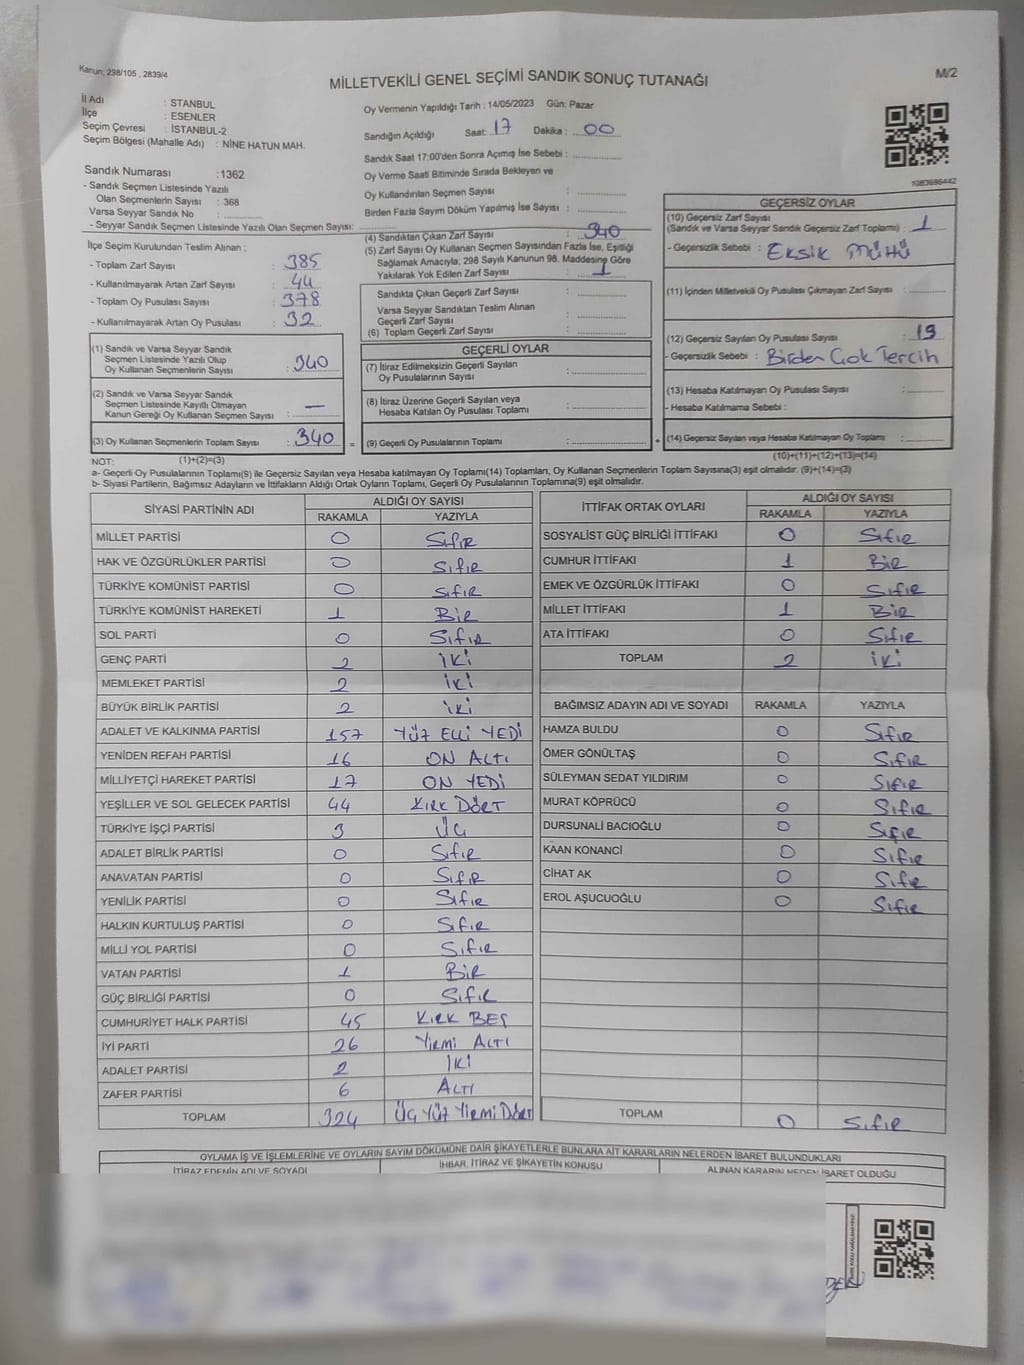 Kanun; 298/105 , 2839/4
MİLLETVEKİLİ GENEL SEÇİMİ SANDIK SONUÇ TUTANAĞI
M/2
İl Adı : İSTANBUL
İlçe : ESENLER
Seçim Çevresi : İSTANBUL-2
Seçim Bölgesi (Mahalle Adı) : NİNE HATUN MAH.
Oy Vermenin Yapıldığı Tarih : 14/05/2023 Gün: Pazar
Sandığın Açıldığı Saat: 17 Dakika : 00
Sandık Saat 17:00'den Sonra Açımış İse Sebebi :
Oy Verme Saati Bitiminde Sırada Bekleyen ve
Oy Kullandırılan Seçmen Sayısı :
Birden Fazla Sayım Döküm Yapılmış İse Sayısı :
Sandık Numarası : 1362
- Sandık Seçmen Listesinde Yazılı
Olan Seçmenlerin Sayısı : 368
Varsa Seyyar Sandık No :
- Seyyar Sandık Seçmen Listesinde Yazılı Olan Seçmen Sayısı:
İlçe Seçim Kurulundan Teslim Alınan ;
- Toplam Zarf Sayısı : 385
- Kullanılmayarak Artan Zarf Sayısı : 44
- Toplam Oy Pusulası Sayısı : 378
- Kullanılmayarak Artan Oy Pusulası : 32
(1) Sandık ve Varsa Seyyar Sandık
Seçmen Listesinde Yazılı Olup
Oy Kullanan Seçmenlerin Sayısı : 340
(2) Sandık ve Varsa Seyyar Sandık
Seçmen Listesinde Kayıtlı Olmayan
Kanun Gereği Oy Kullanan Seçmen Sayısı : —
(3) Oy Kullanan Seçmenlerin Toplam Sayısı : 340 =
(1)+(2)=(3)
(4) Sandıktan Çıkan Zarf Sayısı : 340
(5) Zarf Sayısı Oy Kullanan Seçmen Sayısından Fazla İse, Eşitliği
Sağlamak Amacıyla; 298 Sayılı Kanunun 98. Maddesine Göre
Yakılarak Yok Edilen Zarf Sayısı : 1
Sandıkta Çıkan Geçerli Zarf Sayısı :
Varsa Seyyar Sandıktan Teslim Alınan
Geçerli Zarf Sayısı :
(6) Toplam Geçerli Zarf Sayısı :
GEÇERLİ OYLAR
(7) İtiraz Edilmeksizin Geçerli Sayılan
Oy Pusulalarının Sayısı :
(8) İtiraz Üzerine Geçerli Sayılan veya
Hesaba Katılan Oy Pusulaları Toplamı :
(9) Geçerli Oy Pusulalarının Toplamı : +
1083695442
GEÇERSİZ OYLAR
(10) Geçersiz Zarf Sayısı
(Sandık ve Varsa Seyyar Sandık Geçersiz Zarf Toplamı) : 1
- Geçersizlik Sebebi : Eksik Mühü
(11) İçinden Milletvekili Oy Pusulası Çıkmayan Zarf Sayısı :
(12) Geçersiz Sayılan Oy Pusulası Sayısı : 13
- Geçersizlik Sebebi : Birden Çok Tercih
(13) Hesaba Katılmayan Oy Pusulası Sayısı :
- Hesaba Katılmama Sebebi :
(14) Geçersiz Sayılan veya Hesaba Katılmayan Oy Toplamı :
(10)+(11)+(12)+(13)=(14)
NOT:
a- Geçerli Oy Pusulalarının Toplamı(9) ile Geçersiz Sayılan veya Hesaba katılmayan Oy Toplamı(14) Toplamları, Oy Kullanan Seçmenlerin Toplam Sayısına(3) eşit olmalıdır. (9)+(14)=(3)
b- Siyasi Partilerin, Bağımsız Adayların ve İttifakların Aldığı Ortak Oyların Toplamı, Geçerli Oy Pusulalarının Toplamına(9) eşit olmalıdır.
SİYASİ PARTİNİN ADI ALDIĞI OY SAYISI
RAKAMLA YAZIYLA
MİLLET PARTİSİ 0 Sıfır
HAK VE ÖZGÜRLÜKLER PARTİSİ 0 Sıfır
TÜRKİYE KOMÜNİST PARTİSİ 0 Sıfır
TÜRKİYE KOMÜNİST HAREKETİ 1 Bir
SOL PARTİ 0 Sıfır
GENÇ PARTİ 2 İKİ
MEMLEKET PARTİSİ 2 İKİ
BÜYÜK BİRLİK PARTİSİ 2 İKİ
ADALET VE KALKINMA PARTİSİ 157 YÜZ ELLİ YEDİ
YENİDEN REFAH PARTİSİ 16 ON ALTI
MİLLİYETÇİ HAREKET PARTİSİ 17 ON YEDİ
YEŞİLLER VE SOL GELECEK PARTİSİ 44 KIRK DÖRT
TÜRKİYE İŞÇİ PARTİSİ 3 ÜÇ
ADALET BİRLİK PARTİSİ 0 Sıfır
ANAVATAN PARTİSİ 0 Sıfır
YENİLİK PARTİSİ 0 Sıfır
HALKIN KURTULUŞ PARTİSİ 0 Sıfır
MİLLİ YOL PARTİSİ 0 Sıfır
VATAN PARTİSİ 1 Bir
GÜÇ BİRLİĞİ PARTİSİ 0 Sıfır
CUMHURİYET HALK PARTİSİ 45 KIRK BEŞ
İYİ PARTİ 26 Yirmi ALTI
ADALET PARTİSİ 2 İKİ
ZAFER PARTİSİ 6 ALTI
TOPLAM 324 Üç Yüz Yirmi Dört
İTTİFAK ORTAK OYLARI ALDIĞI OY SAYISI
RAKAMLA YAZIYLA
SOSYALİST GÜÇ BİRLİĞİ İTTİFAKI 0 Sıfır
CUMHUR İTTİFAKI 1 Bir
EMEK VE ÖZGÜRLÜK İTTİFAKI 0 Sıfır
MİLLET İTTİFAKI 1 Bir
ATA İTTİFAKI 0 Sıfır
TOPLAM 2 İKİ
BAĞIMSIZ ADAYIN ADI VE SOYADI RAKAMLA YAZIYLA
HAMZA BULDU 0 Sıfır
ÖMER GÖNÜLTAŞ 0 Sıfır
SÜLEYMAN SEDAT YILDIRIM 0 Sıfır
MURAT KÖPRÜCÜ 0 Sıfır
DURSUNALİ BACIOĞLU 0 Sıfır
KAAN KONANCİ 0 Sıfır
CİHAT AK 0 Sıfır
EROL AŞUCUOĞLU 0 Sıfır
TOPLAM 0 Sıfır
OYLAMA İŞ VE İŞLEMLERİNE VE OYLARIN SAYIM DÖKÜMÜNE DAİR ŞİKAYETLERLE BUNLARA AİT KARARLARIN NELERDEN İBARET BULUNDUKLARI
İTİRAZ EDENİN ADI VE SOYADI İHBAR, İTİRAZ VE ŞİKAYETİN KONUSU ALINAN KARARIN NEDEN İBARET OLDUĞU